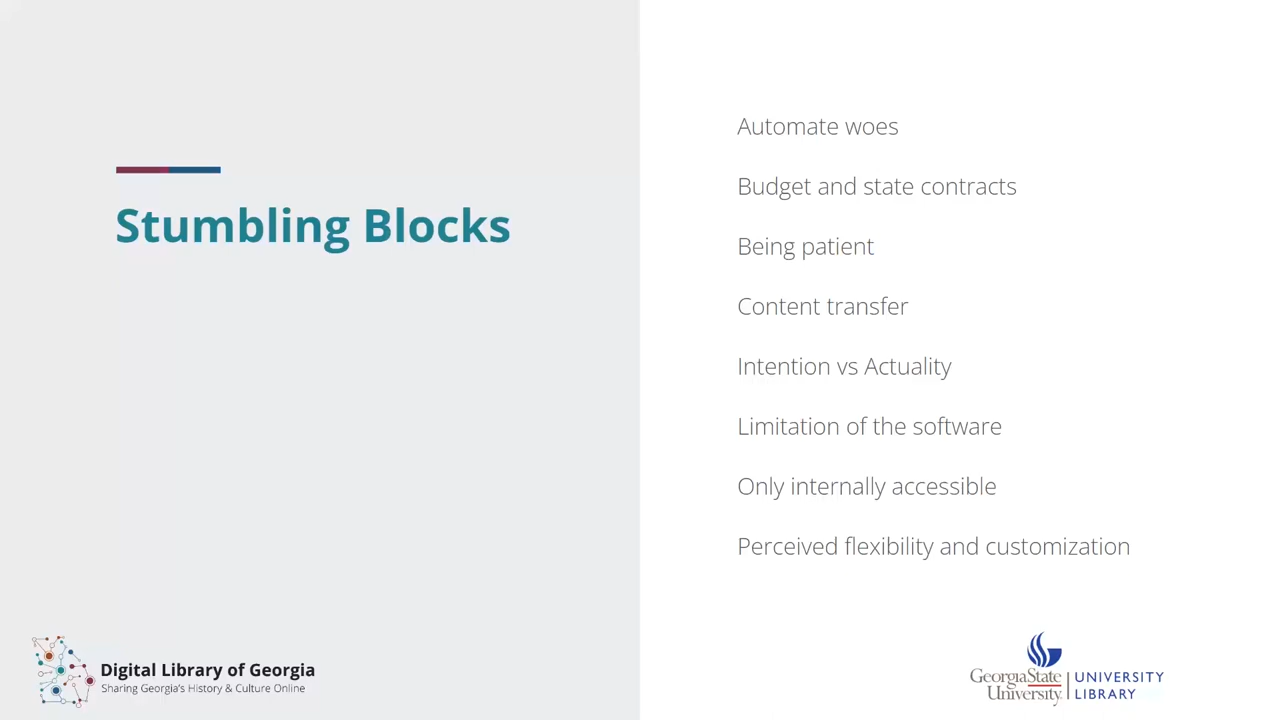 Stumbling Blocks
Automate woes
Budget and state contracts
Being patient
Content transfer
Intention vs Actuality
Limitation of the software
Only internally accessible
Perceived flexibility and customization
Digital Library of Georgia
Sharing Georgia's History & Culture Online
GeorgiaState
University
UNIVERSITY
LIBRARY